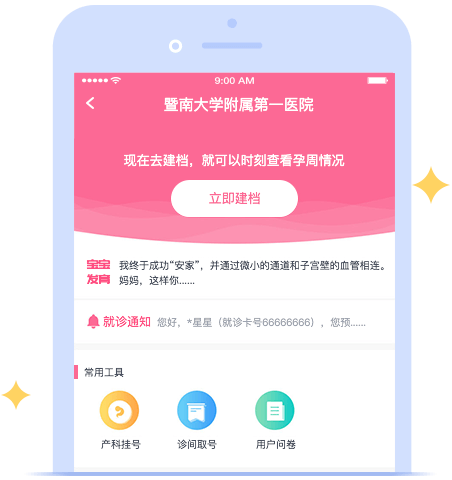 9:00 AM
暨南大学附属第一医院
现在去建档，就可以时刻查看孕周情况
立即建档
宝宝发育
我终于成功“安家”，并通过微小的通道和子宫壁的血管相连。
妈妈，这样你......
就诊通知 您好，*星星（就诊卡号66666666），您预......
常用工具
产科挂号 诊间取号 用户问卷